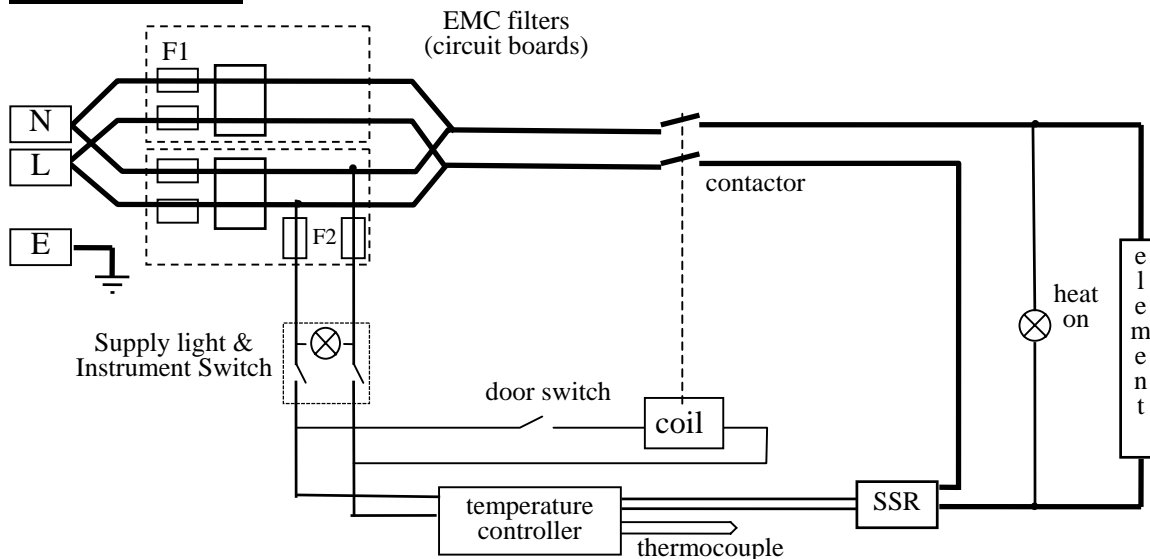 EMC filters
(circuit boards)
F1
N
L
E
F2
contactor
Supply light &
Instrument Switch
door switch
coil
heat
on
element
temperature
controller
SSR
thermocouple